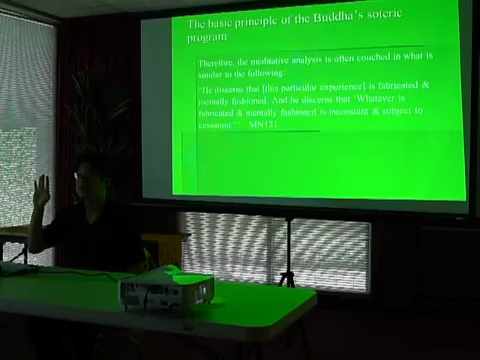 The basic principle of the Buddha's soteric
program
Therefore, the meditative analysis is often couched in what is
similar to the following:
"He discerns that [this particular experience] is fabricated &
mentally fashioned. And he discerns that 'Whatever is
fabricated & mentally fashioned is inconstant & subject to
cessation.'" MN121